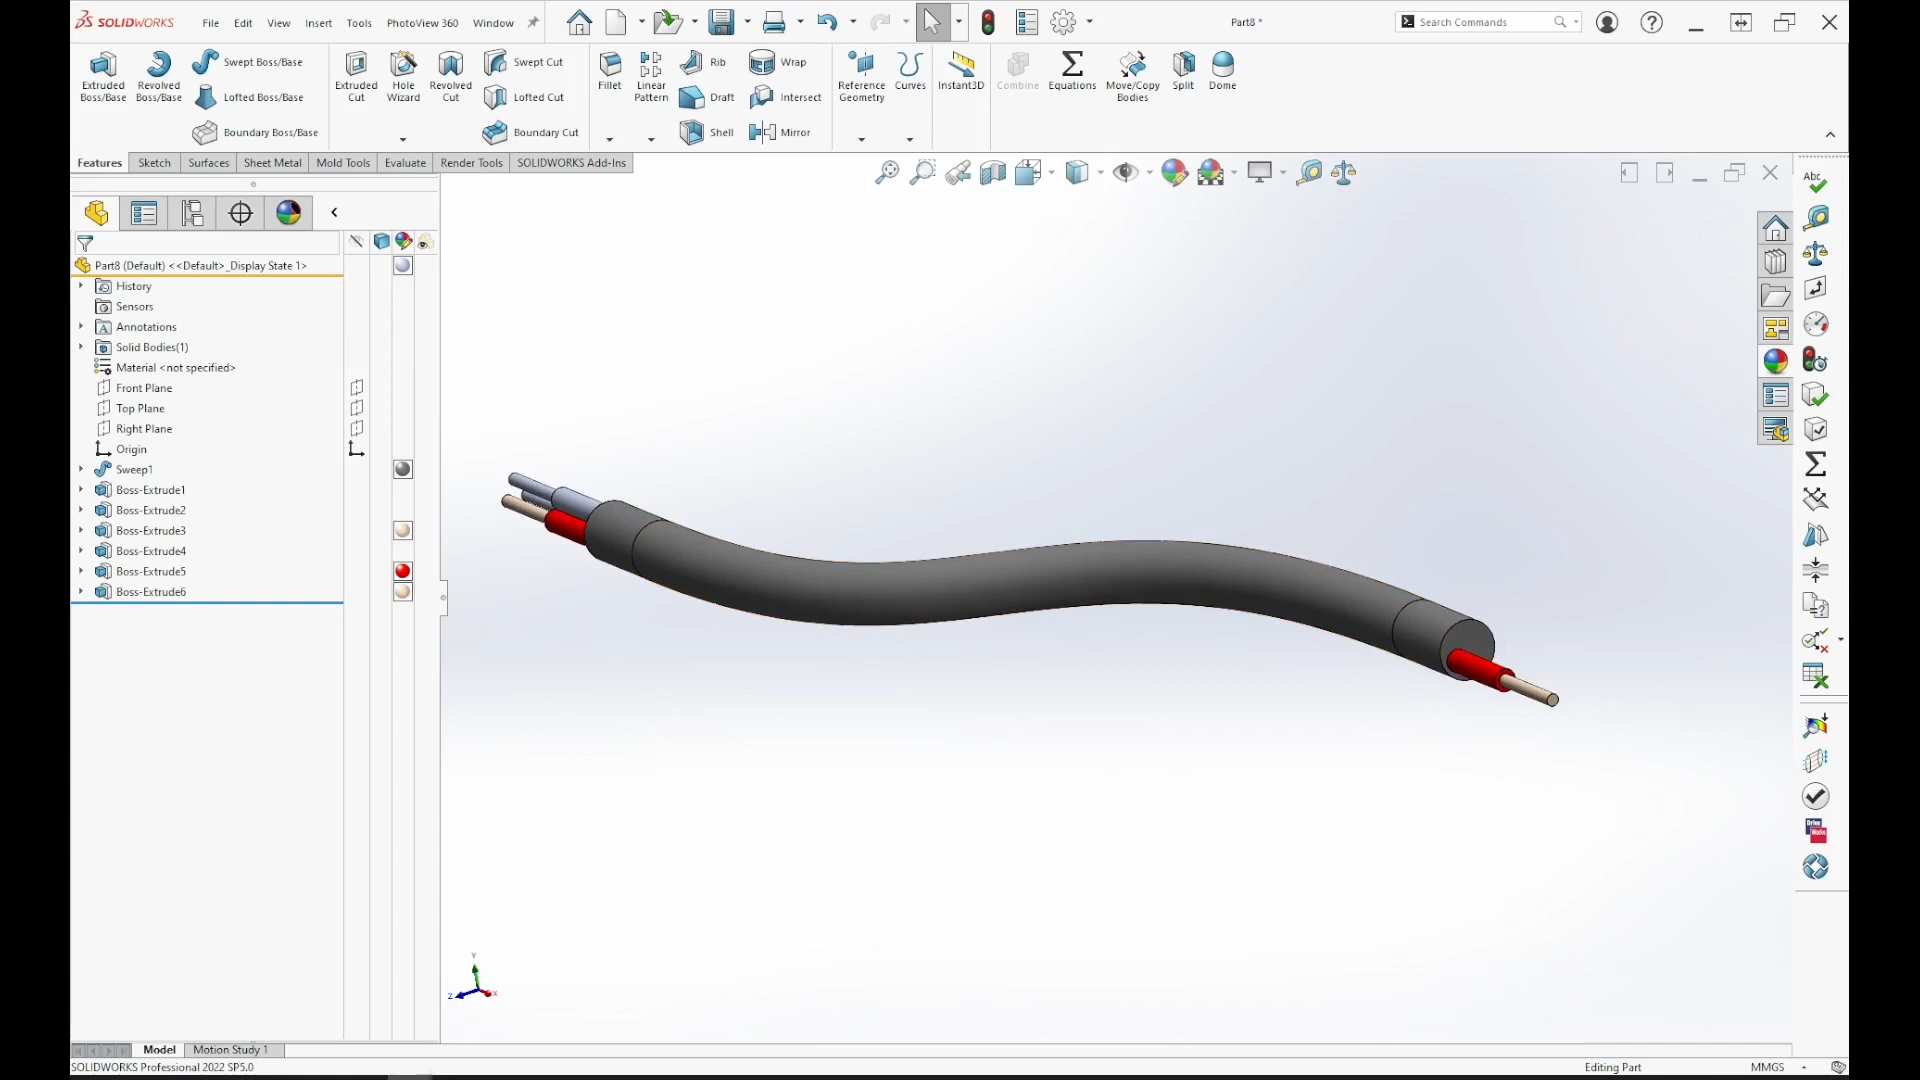 SOLIDWORKS File Edit View Insert Tools PhotoView 360 Window Part8 * Search Commands
Extruded Boss/Base
Revolved Boss/Base
Swept Boss/Base
Lofted Boss/Base
Boundary Boss/Base
Extruded Cut
Hole Wizard
Revolved Cut
Swept Cut
Lofted Cut
Boundary Cut
Fillet
Linear Pattern
Rib
Draft
Shell
Wrap
Intersect
Mirror
Reference Geometry
Curves
Instant3D
Combine
Equations
Move/Copy Bodies
Split
Dome
Features Sketch Surfaces Sheet Metal Mold Tools Evaluate Render Tools SOLIDWORKS Add-Ins
Abc
Part8 (Default) <<Default>_Display State 1>
History
Sensors
Annotations
Solid Bodies(1)
Material <not specified>
Front Plane
Top Plane
Right Plane
Origin
Sweep1
Boss-Extrude1
Boss-Extrude2
Boss-Extrude3
Boss-Extrude4
Boss-Extrude5
Boss-Extrude6
Y
Z
X
Model Motion Study 1
SOLIDWORKS Professional 2022 SP5.0 Editing Part MMGS